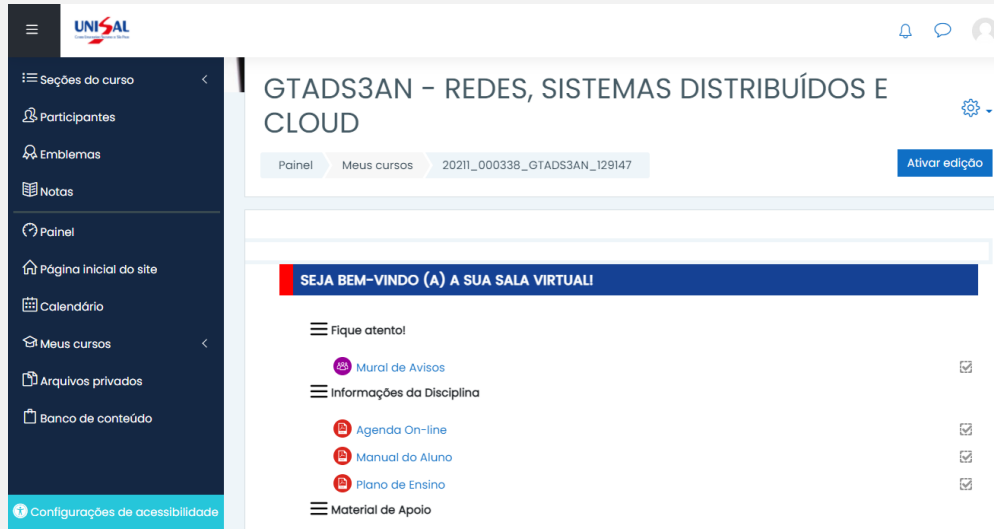 UNISAL
Seções do curso
Participantes
Emblemas
Notas
Painel
Página inicial do site
Calendário
Meus cursos
Arquivos privados
Banco de conteúdo
Configurações de acessibilidade
GTADS3AN - REDES, SISTEMAS DISTRIBUÍDOS E
CLOUD
Painel Meus cursos 20211_000338_GTADS3AN_129147
Ativar edição
SEJA BEM-VINDO (A) A SUA SALA VIRTUAL!
Fique atento!
Mural de Avisos
Informações da Disciplina
Agenda On-line
Manual do Aluno
Plano de Ensino
Material de Apoio